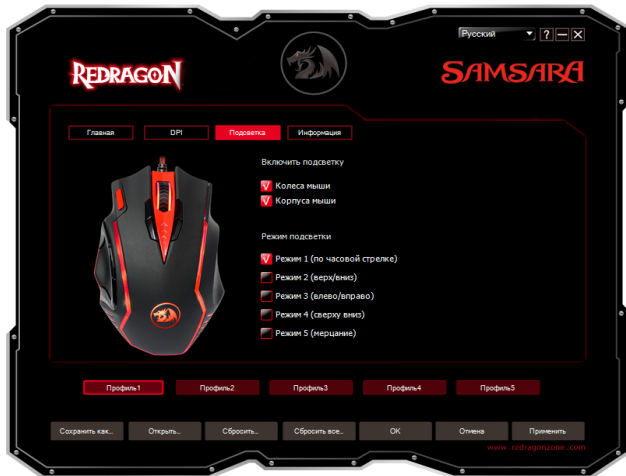 Русский ? — X
REDRAGON
SAMSARA
Главная DPI Подсветка Информация
Включить подсветку
Колеса мыши
Корпуса мыши
Режим подсветки
Режим 1 (по часовой стрелке)
Режим 2 (верх/вниз)
Режим 3 (влево/вправо)
Режим 4 (сверху вниз)
Режим 5 (мерцание)
Профиль1 Профиль2 Профиль3 Профиль4 Профиль5
Сохранить как... Открыть... Сбросить... Сбросить все... OK Отмена Применить
www.redragonzone.com